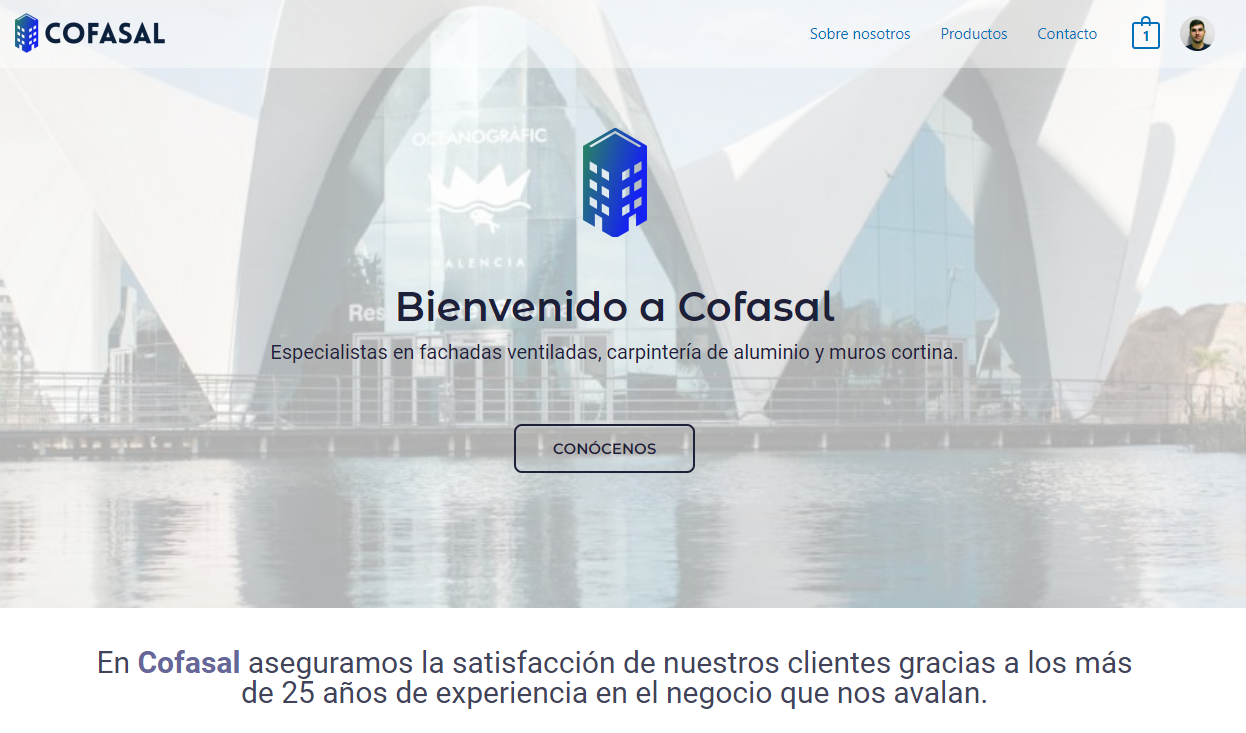 COFASAL
Sobre nosotros
Productos
Contacto
1
OCEANOGRÀFIC
VALENCIA
Bienvenido a Cofasal
Especialistas en fachadas ventiladas, carpintería de aluminio y muros cortina.
CONÓCENOS
En Cofasal aseguramos la satisfacción de nuestros clientes gracias a los más
de 25 años de experiencia en el negocio que nos avalan.